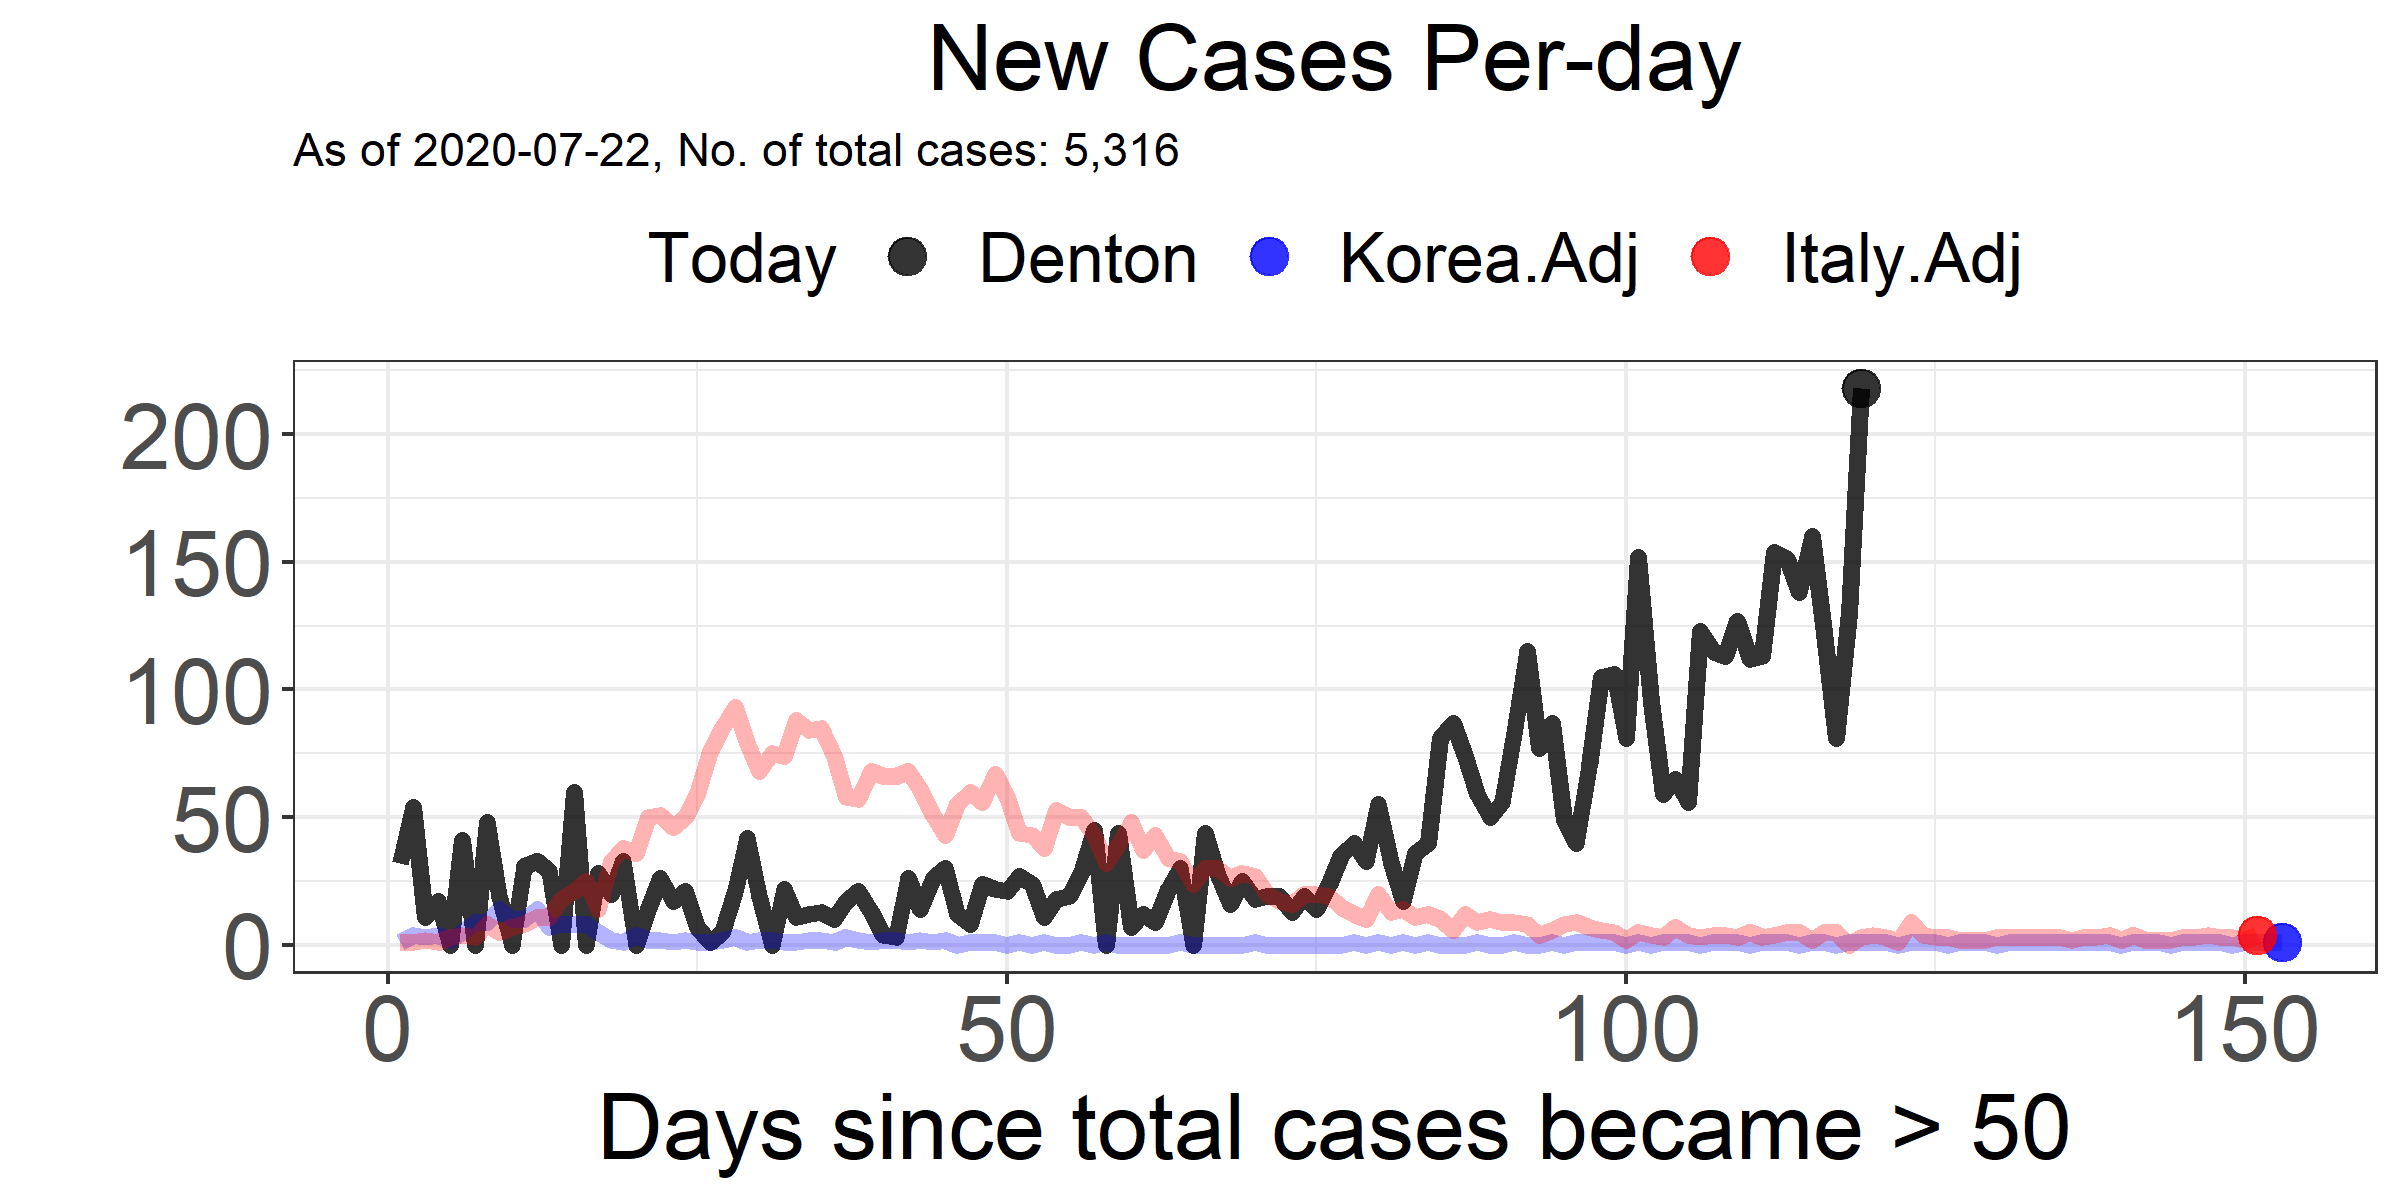 New Cases Per-day
As of 2020-07-22, No. of total cases: 5,316
Today Denton Korea.Adj Italy.Adj
200
150
100
50
0
0 50 100 150
Days since total cases became > 50